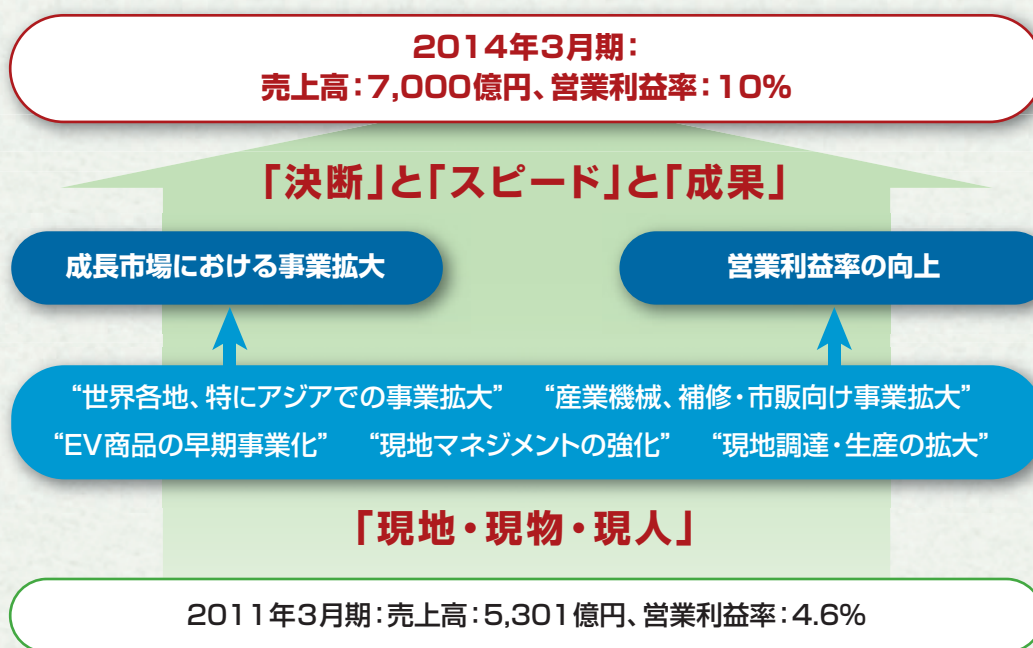 2014年3月期：
売上高：7,000億円、営業利益率：10%
「決断」と「スピード」と「成果」
成長市場における事業拡大
営業利益率の向上
“世界各地、特にアジアでの事業拡大” “産業機械、補修・市販向け事業拡大”
“EV商品の早期事業化” “現地マネジメントの強化” “現地調達・生産の拡大”
「現地・現物・現人」
2011年3月期：売上高：5,301億円、営業利益率：4.6%